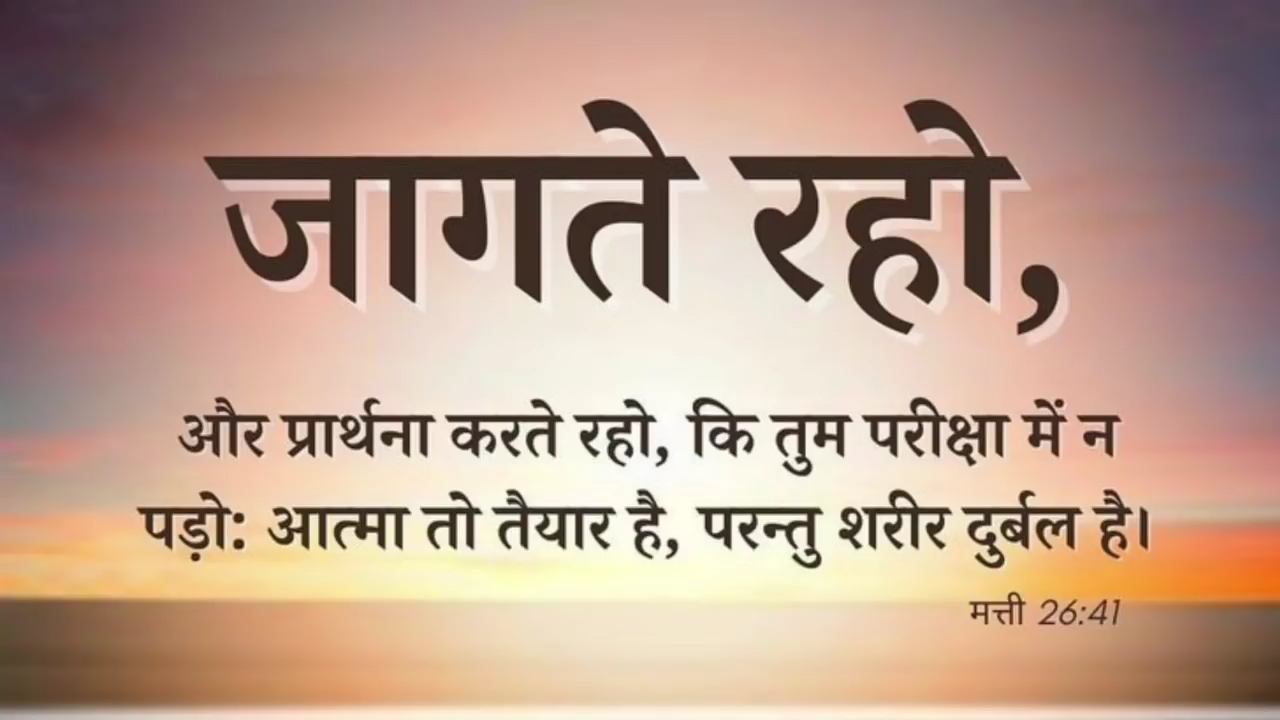 जागते रहो,
और प्रार्थना करते रहो, कि तुम परीक्षा में न
पड़ो: आत्मा तो तैयार है, परन्तु शरीर दुर्बल है।
मत्ती 26:41